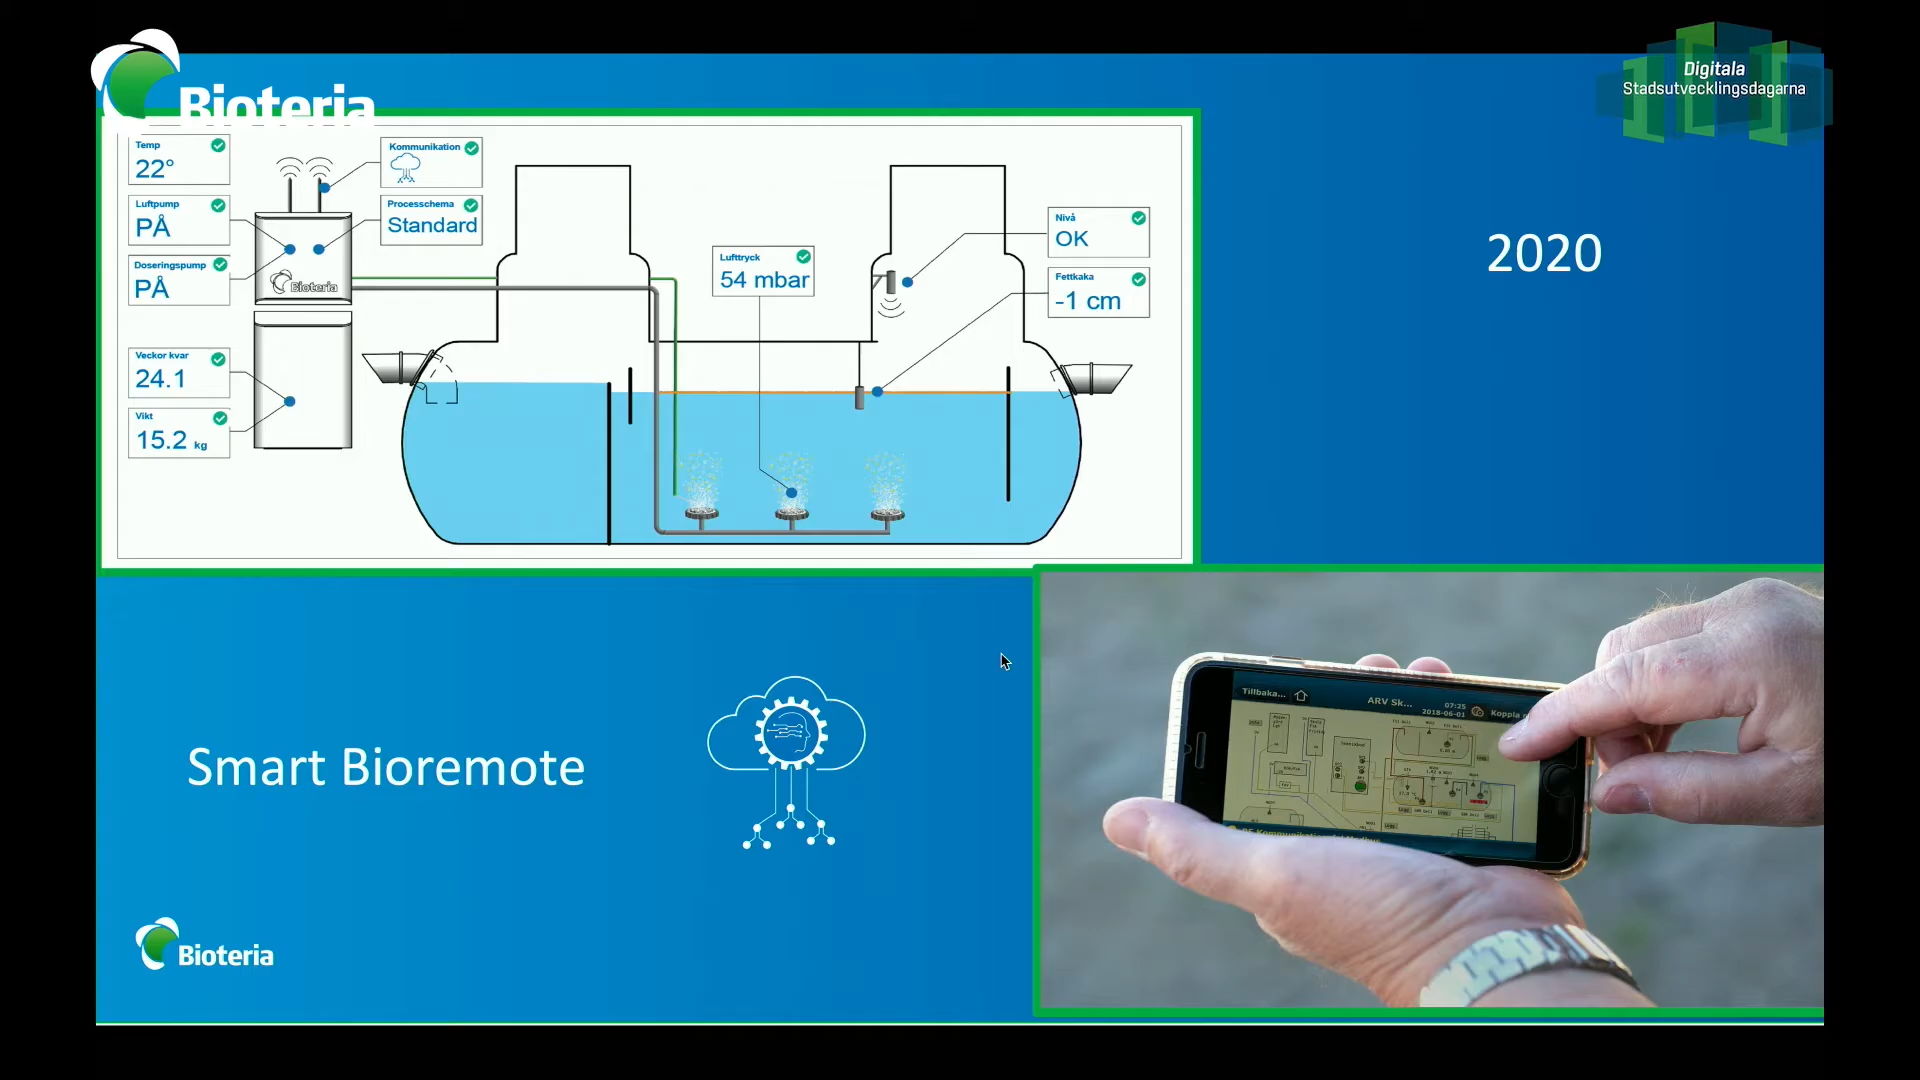 Bioteria
Digitala
Stadsutvecklingsdagarna
Temp
22°
Kommunikation
Luftpump
PÅ
Processchema
Standard
Doseringspump
PÅ
Bioteria
Lufttryck
54 mbar
Nivå
OK
Fettkaka
-1 cm
Veckor kvar
24.1
Vikt
15.2 kg
2020
Smart Bioremote
Bioteria
Tillbaka...
ARV Sk...
07:25
2018-06-01
Koppla